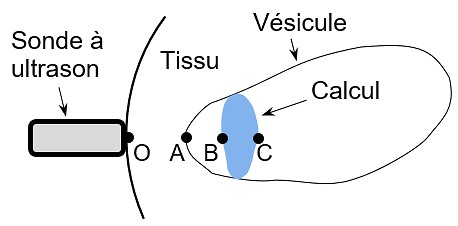 Vésicule
Sonde à
ultrason
Tissu
Calcul
O
A
B
C